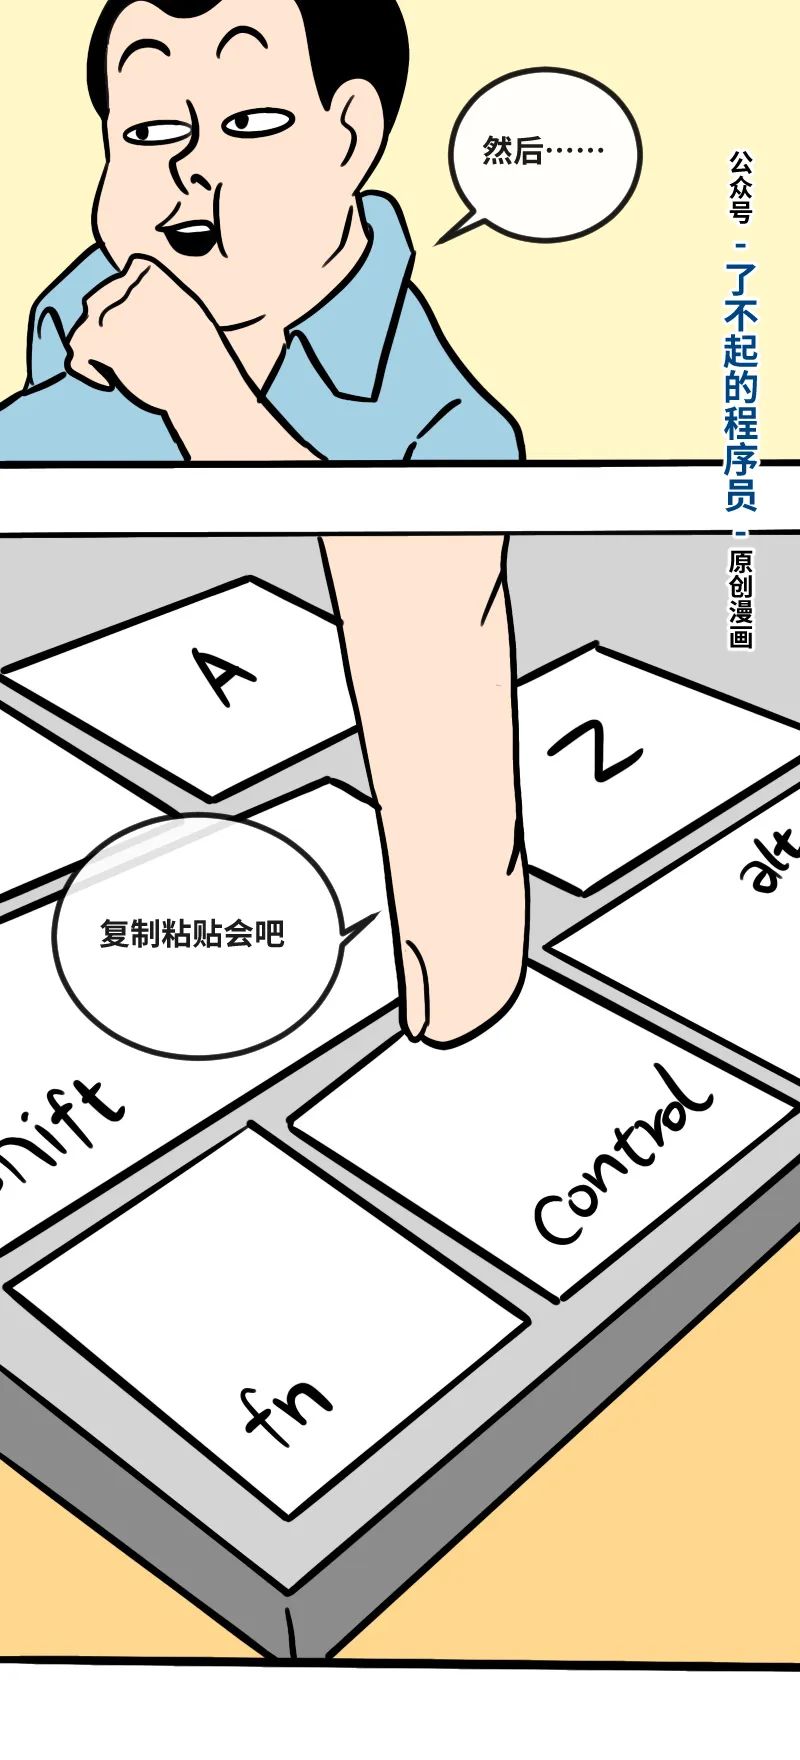 然后……
公众号
-了不起的程序员-
原创漫画
A
Z
alt
复制粘贴会吧
hift
Control
fn